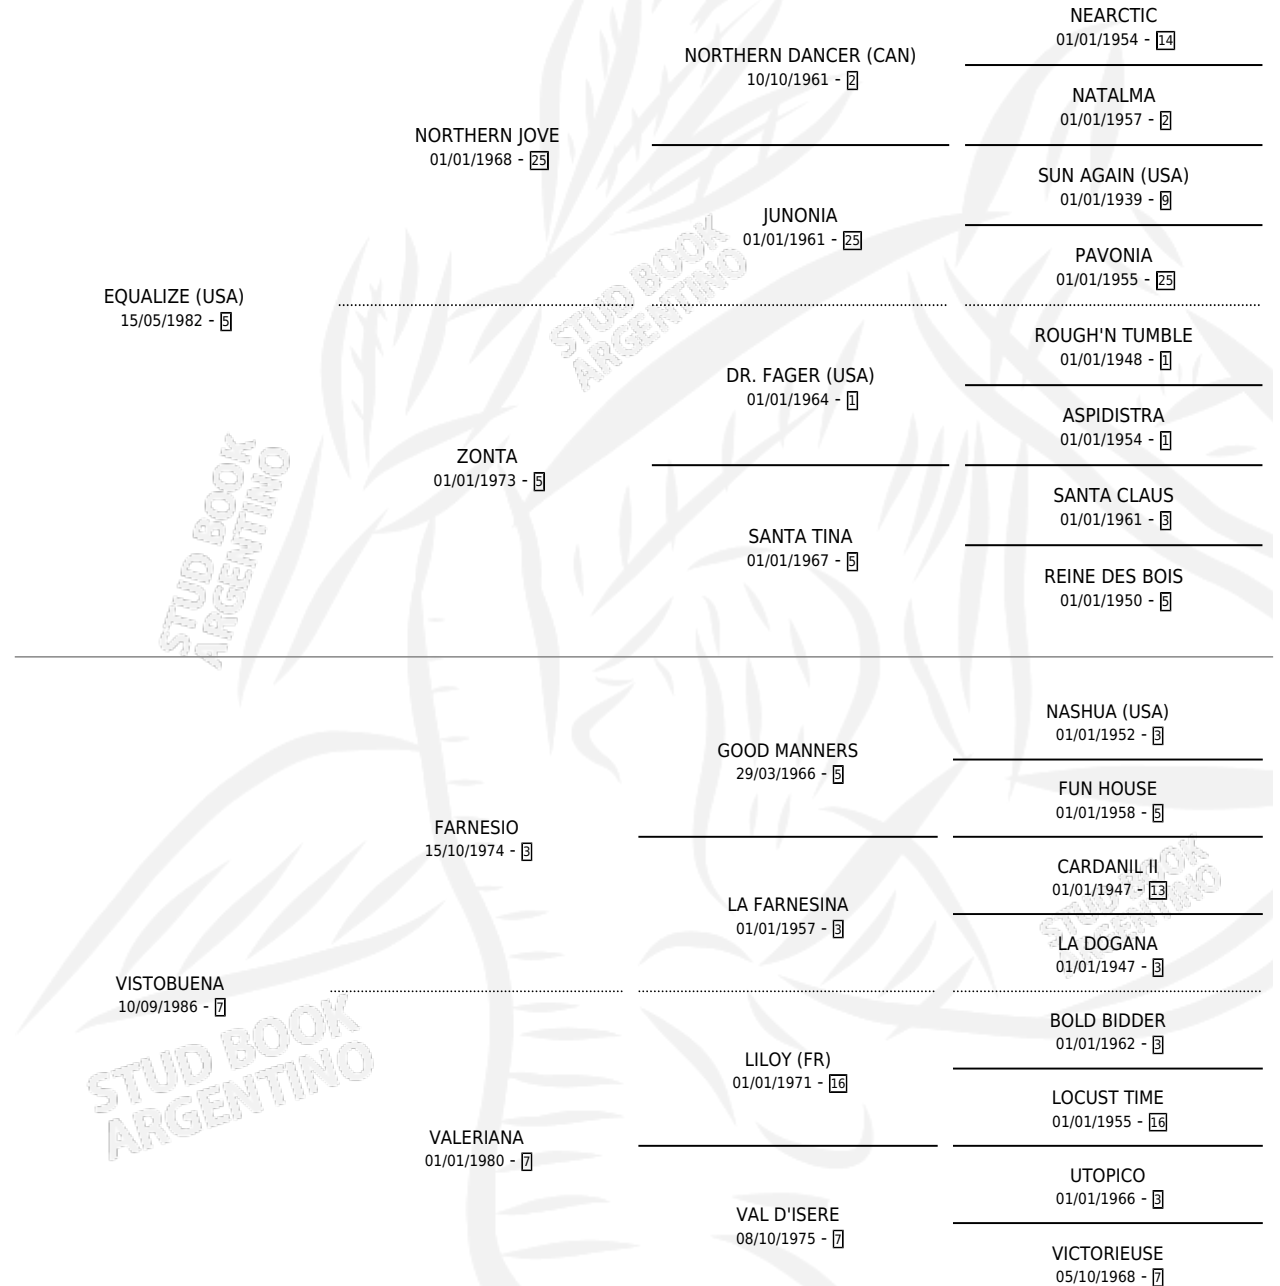 NEARCTIC
01/01/1954 - 14
NORTHERN DANCER (CAN)
10/10/1961 - 2
NATALMA
01/01/1957 - 2
NORTHERN JOVE
01/01/1968 - 25
SUN AGAIN (USA)
01/01/1939 - 9
JUNONIA
01/01/1961 - 25
PAVONIA
01/01/1955 - 25
EQUALIZE (USA)
15/05/1982 - 5
STUD BOOK
ARGENTINO
ROUGH'N TUMBLE
01/01/1948 - 1
DR. FAGER (USA)
01/01/1964 - 1
ASPIDISTRA
01/01/1954 - 1
ZONTA
01/01/1973 - 5
SANTA CLAUS
01/01/1961 - 3
SANTA TINA
01/01/1967 - 5
REINE DES BOIS
01/01/1950 - 5
STUD BOOK
ARGENTINO
NASHUA (USA)
01/01/1952 - 3
GOOD MANNERS
29/03/1966 - 5
FUN HOUSE
01/01/1958 - 5
FARNESIO
15/10/1974 - 3
CARDANIL II
01/01/1947 - 13
LA FARNESINA
01/01/1957 - 3
LA DOGANA
01/01/1947 - 3
STUD BOOK
ARGENTINO
VISTOBUENA
10/09/1986 - 7
BOLD BIDDER
01/01/1962 - 3
LILOY (FR)
01/01/1971 - 16
LOCUST TIME
01/01/1955 - 16
STUD BOOK
ARGENTINO
VALERIANA
01/01/1980 - 7
UTOPICO
01/01/1966 - 3
VAL D'ISERE
08/10/1975 - 7
VICTORIEUSE
05/10/1968 - 7